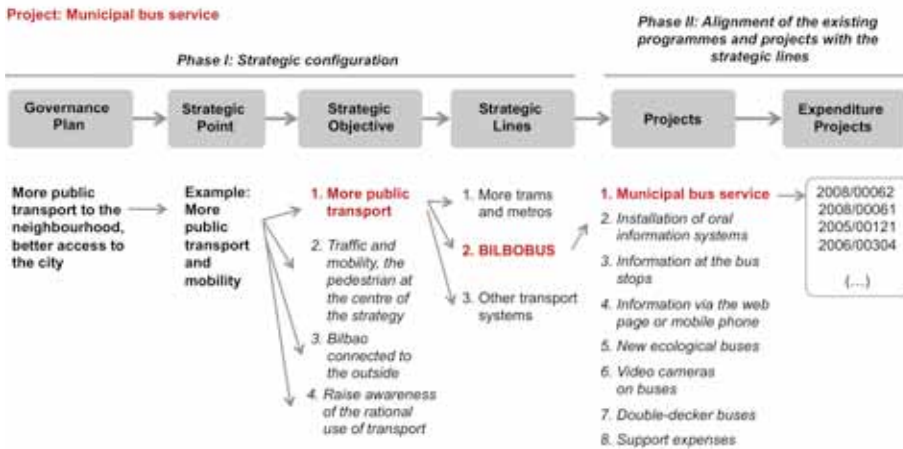 Project: Municipal bus service
Phase I: Strategic configuration
Phase II: Alignment of the existing
programmes and projects with the
strategic lines
Governance
Plan
Strategic
Point
Strategic
Objective
Strategic
Lines
Projects
Expenditure
Projects
More public
transport to the
neighbourhood,
better access to
the city
Example:
More
public
transport
and
mobility
1. More public
transport
2. Traffic and
mobility, the
pedestrian at
the centre of
the strategy
3. Bilbao
connected to
the outside
4. Raise awareness
of the rational
use of transport
1. More trams
and metros
2. BILBOBUS
3. Other transport
systems
1. Municipal bus service
2. Installation of oral
information systems
3. Information at the bus
stops
4. Information via the web
page or mobile phone
5. New ecological buses
6. Video cameras
on buses
7. Double-decker buses
8. Support expenses
2008/00062
2008/00061
2005/00121
2006/00304
(...)